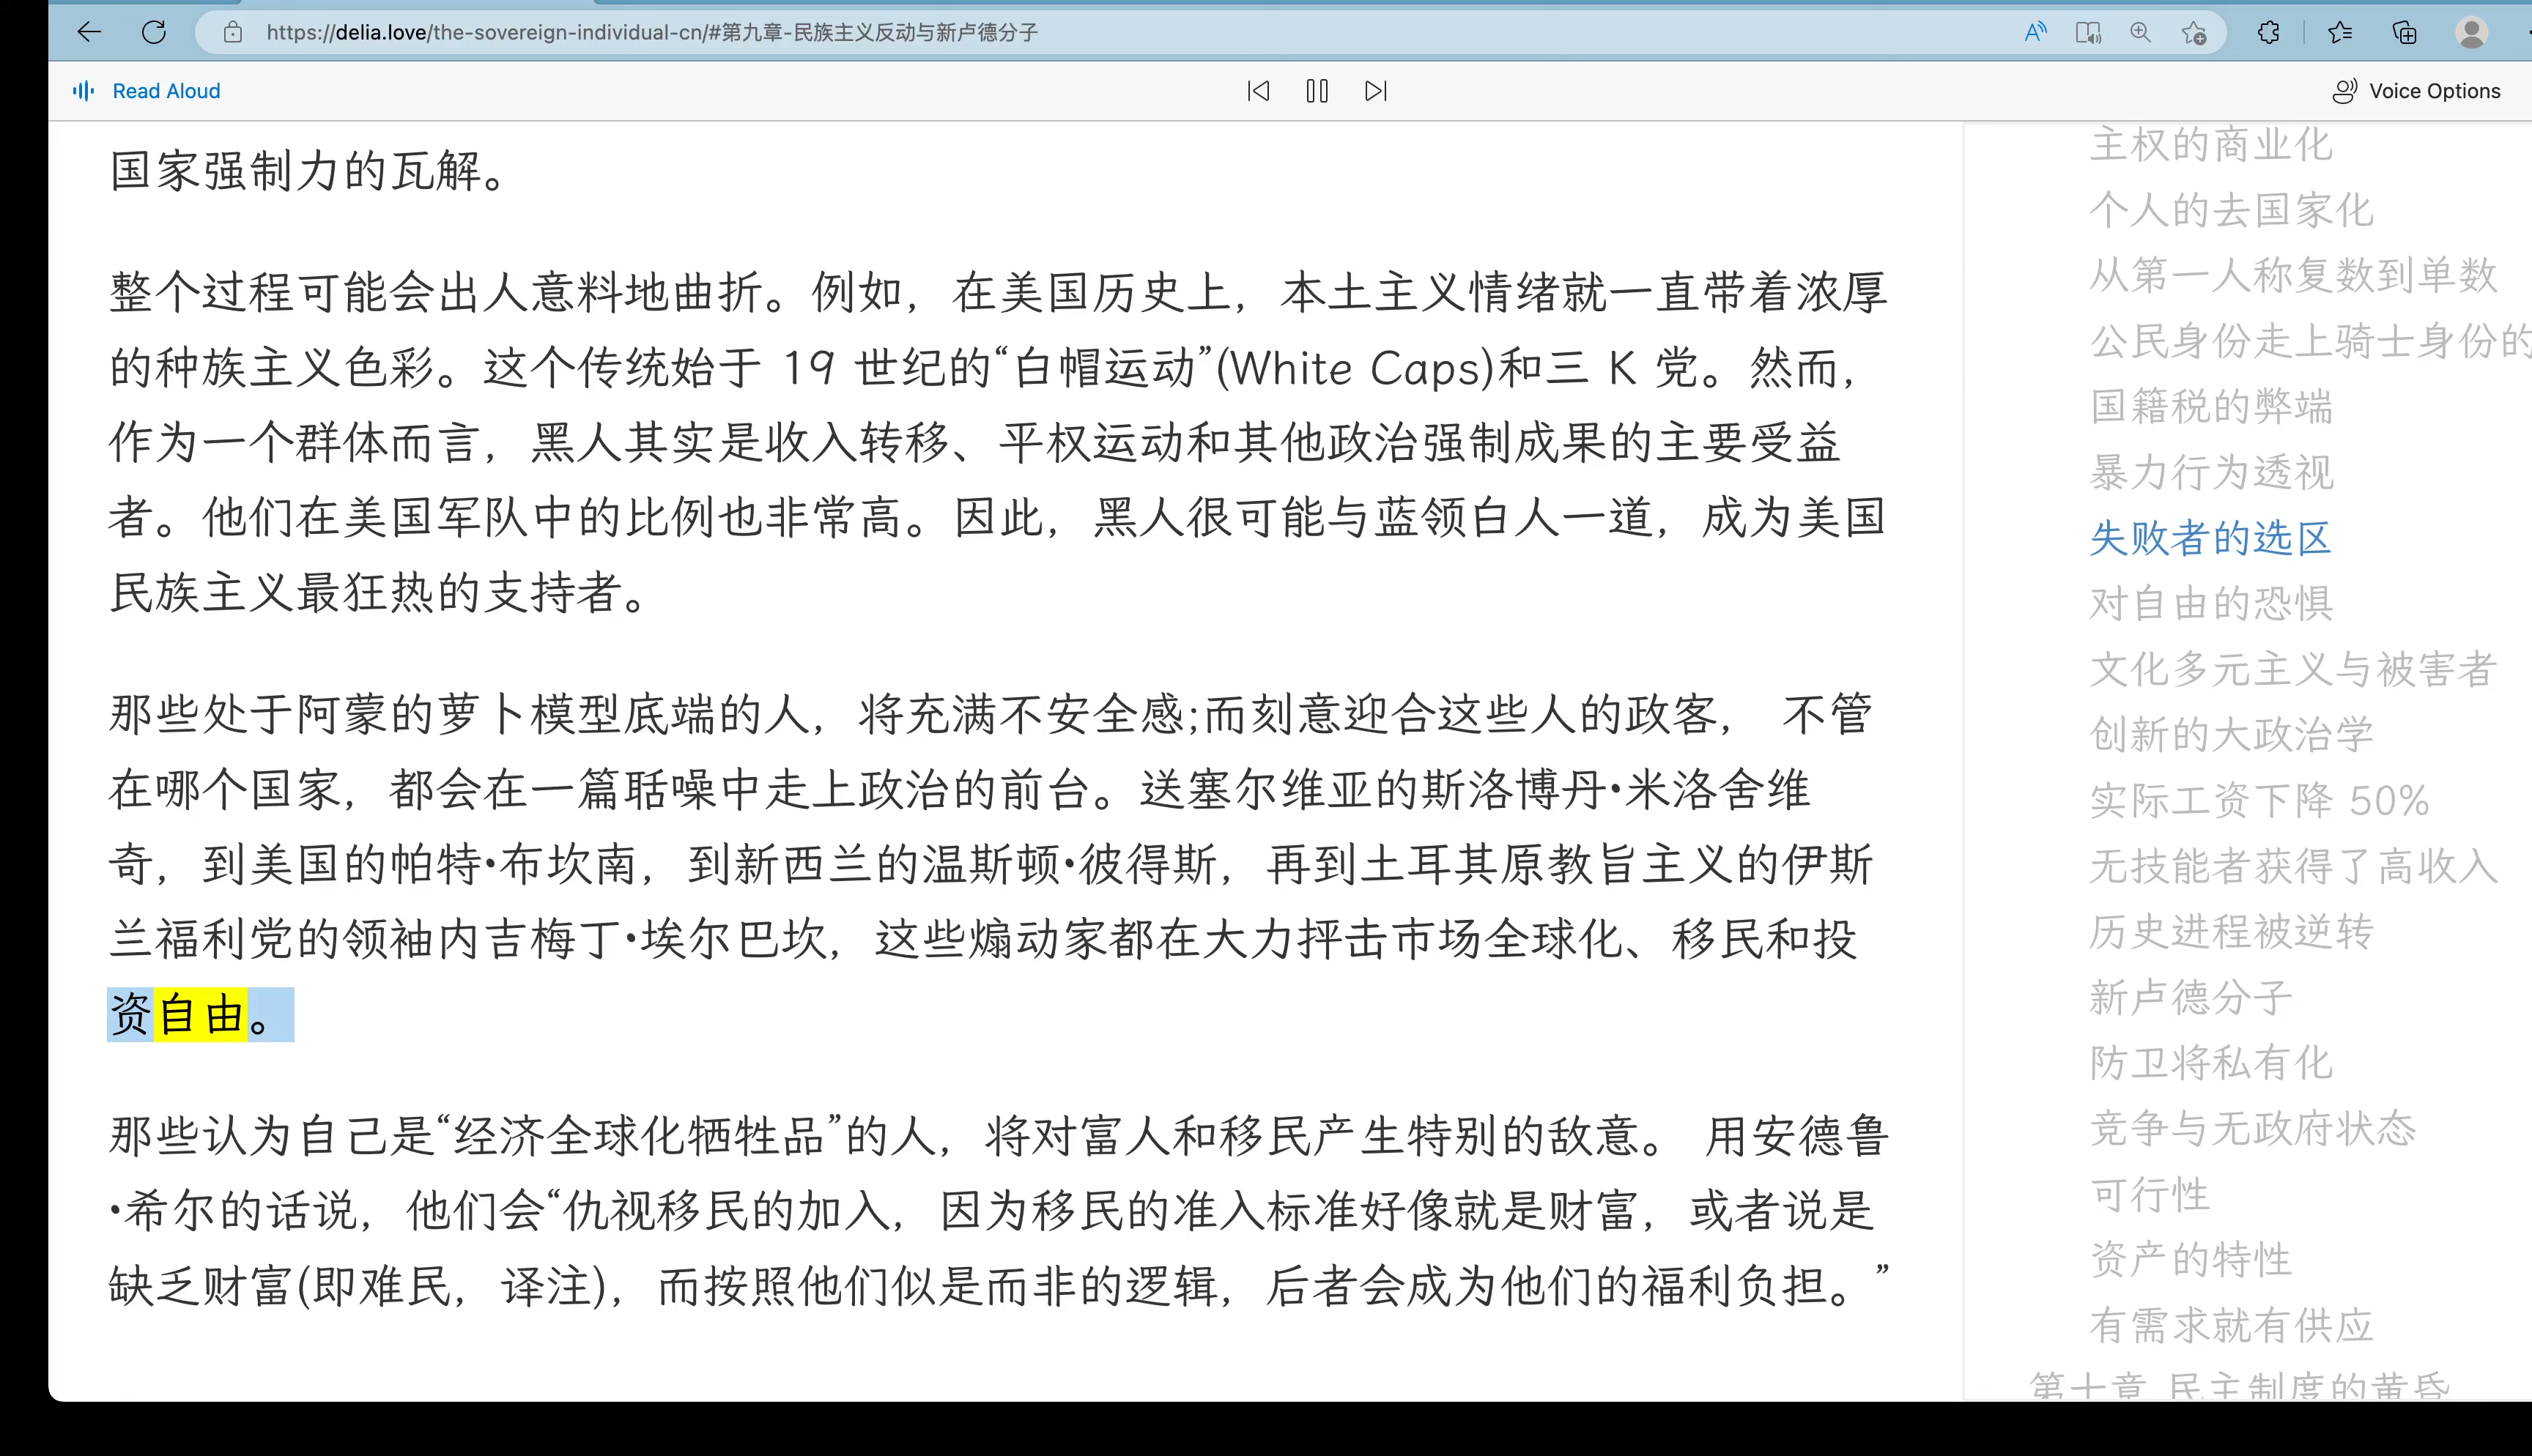 https://delia.love/the-sovereign-individual-cn/#第九章-民族主义反动与新卢德分子
Read Aloud
Voice Options
国家强制力的瓦解。
整个过程可能会出人意料地曲折。例如，在美国历史上，本土主义情绪就一直带着浓厚
的种族主义色彩。这个传统始于 19 世纪的“白帽运动”(White Caps)和三 K 党。然而，
作为一个群体而言，黑人其实是收入转移、平权运动和其他政治强制成果的主要受益
者。他们在美国军队中的比例也非常高。因此，黑人很可能与蓝领白人一道，成为美国
民族主义最狂热的支持者。
那些处于阿蒙的萝卜模型底端的人，将充满不安全感;而刻意迎合这些人的政客， 不管
在哪个国家，都会在一篇聒噪中走上政治的前台。送塞尔维亚的斯洛博丹•米洛舍维
奇，到美国的帕特•布坎南，到新西兰的温斯顿•彼得斯，再到土耳其原教旨主义的伊斯
兰福利党的领袖内吉梅丁•埃尔巴坎，这些煽动家都在大力抨击市场全球化、移民和投
资自由。
那些认为自己是“经济全球化牺牲品”的人，将对富人和移民产生特别的敌意。 用安德鲁
•希尔的话说，他们会“仇视移民的加入，因为移民的准入标准好像就是财富，或者说是
缺乏财富(即难民，译注)，而按照他们似是而非的逻辑，后者会成为他们的福利负担。”
主权的商业化
个人的去国家化
从第一人称复数到单数
公民身份走上骑士身份的
国籍税的弊端
暴力行为透视
失败者的选区
对自由的恐惧
文化多元主义与被害者
创新的大政治学
实际工资下降 50%
无技能者获得了高收入
历史进程被逆转
新卢德分子
防卫将私有化
竞争与无政府状态
可行性
资产的特性
有需求就有供应
第十章 民主制度的黄昏